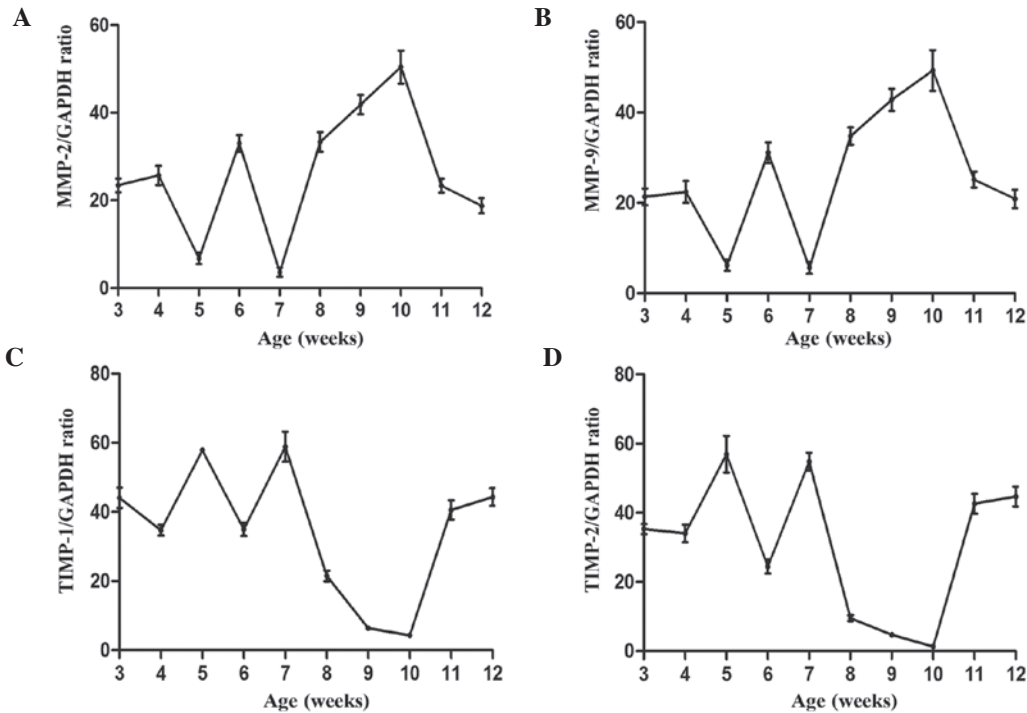 A
MMP-2/GAPDH ratio
60
40
20
0
3 4 5 6 7 8 9 10 11 12
Age (weeks)
B
MMP-9/GAPDH ratio
60
40
20
0
3 4 5 6 7 8 9 10 11 12
Age (weeks)
C
TIMP-1/GAPDH ratio
80
60
40
20
0
3 4 5 6 7 8 9 10 11 12
Age (weeks)
D
TIMP-2/GAPDH ratio
80
60
40
20
0
3 4 5 6 7 8 9 10 11 12
Age (weeks)